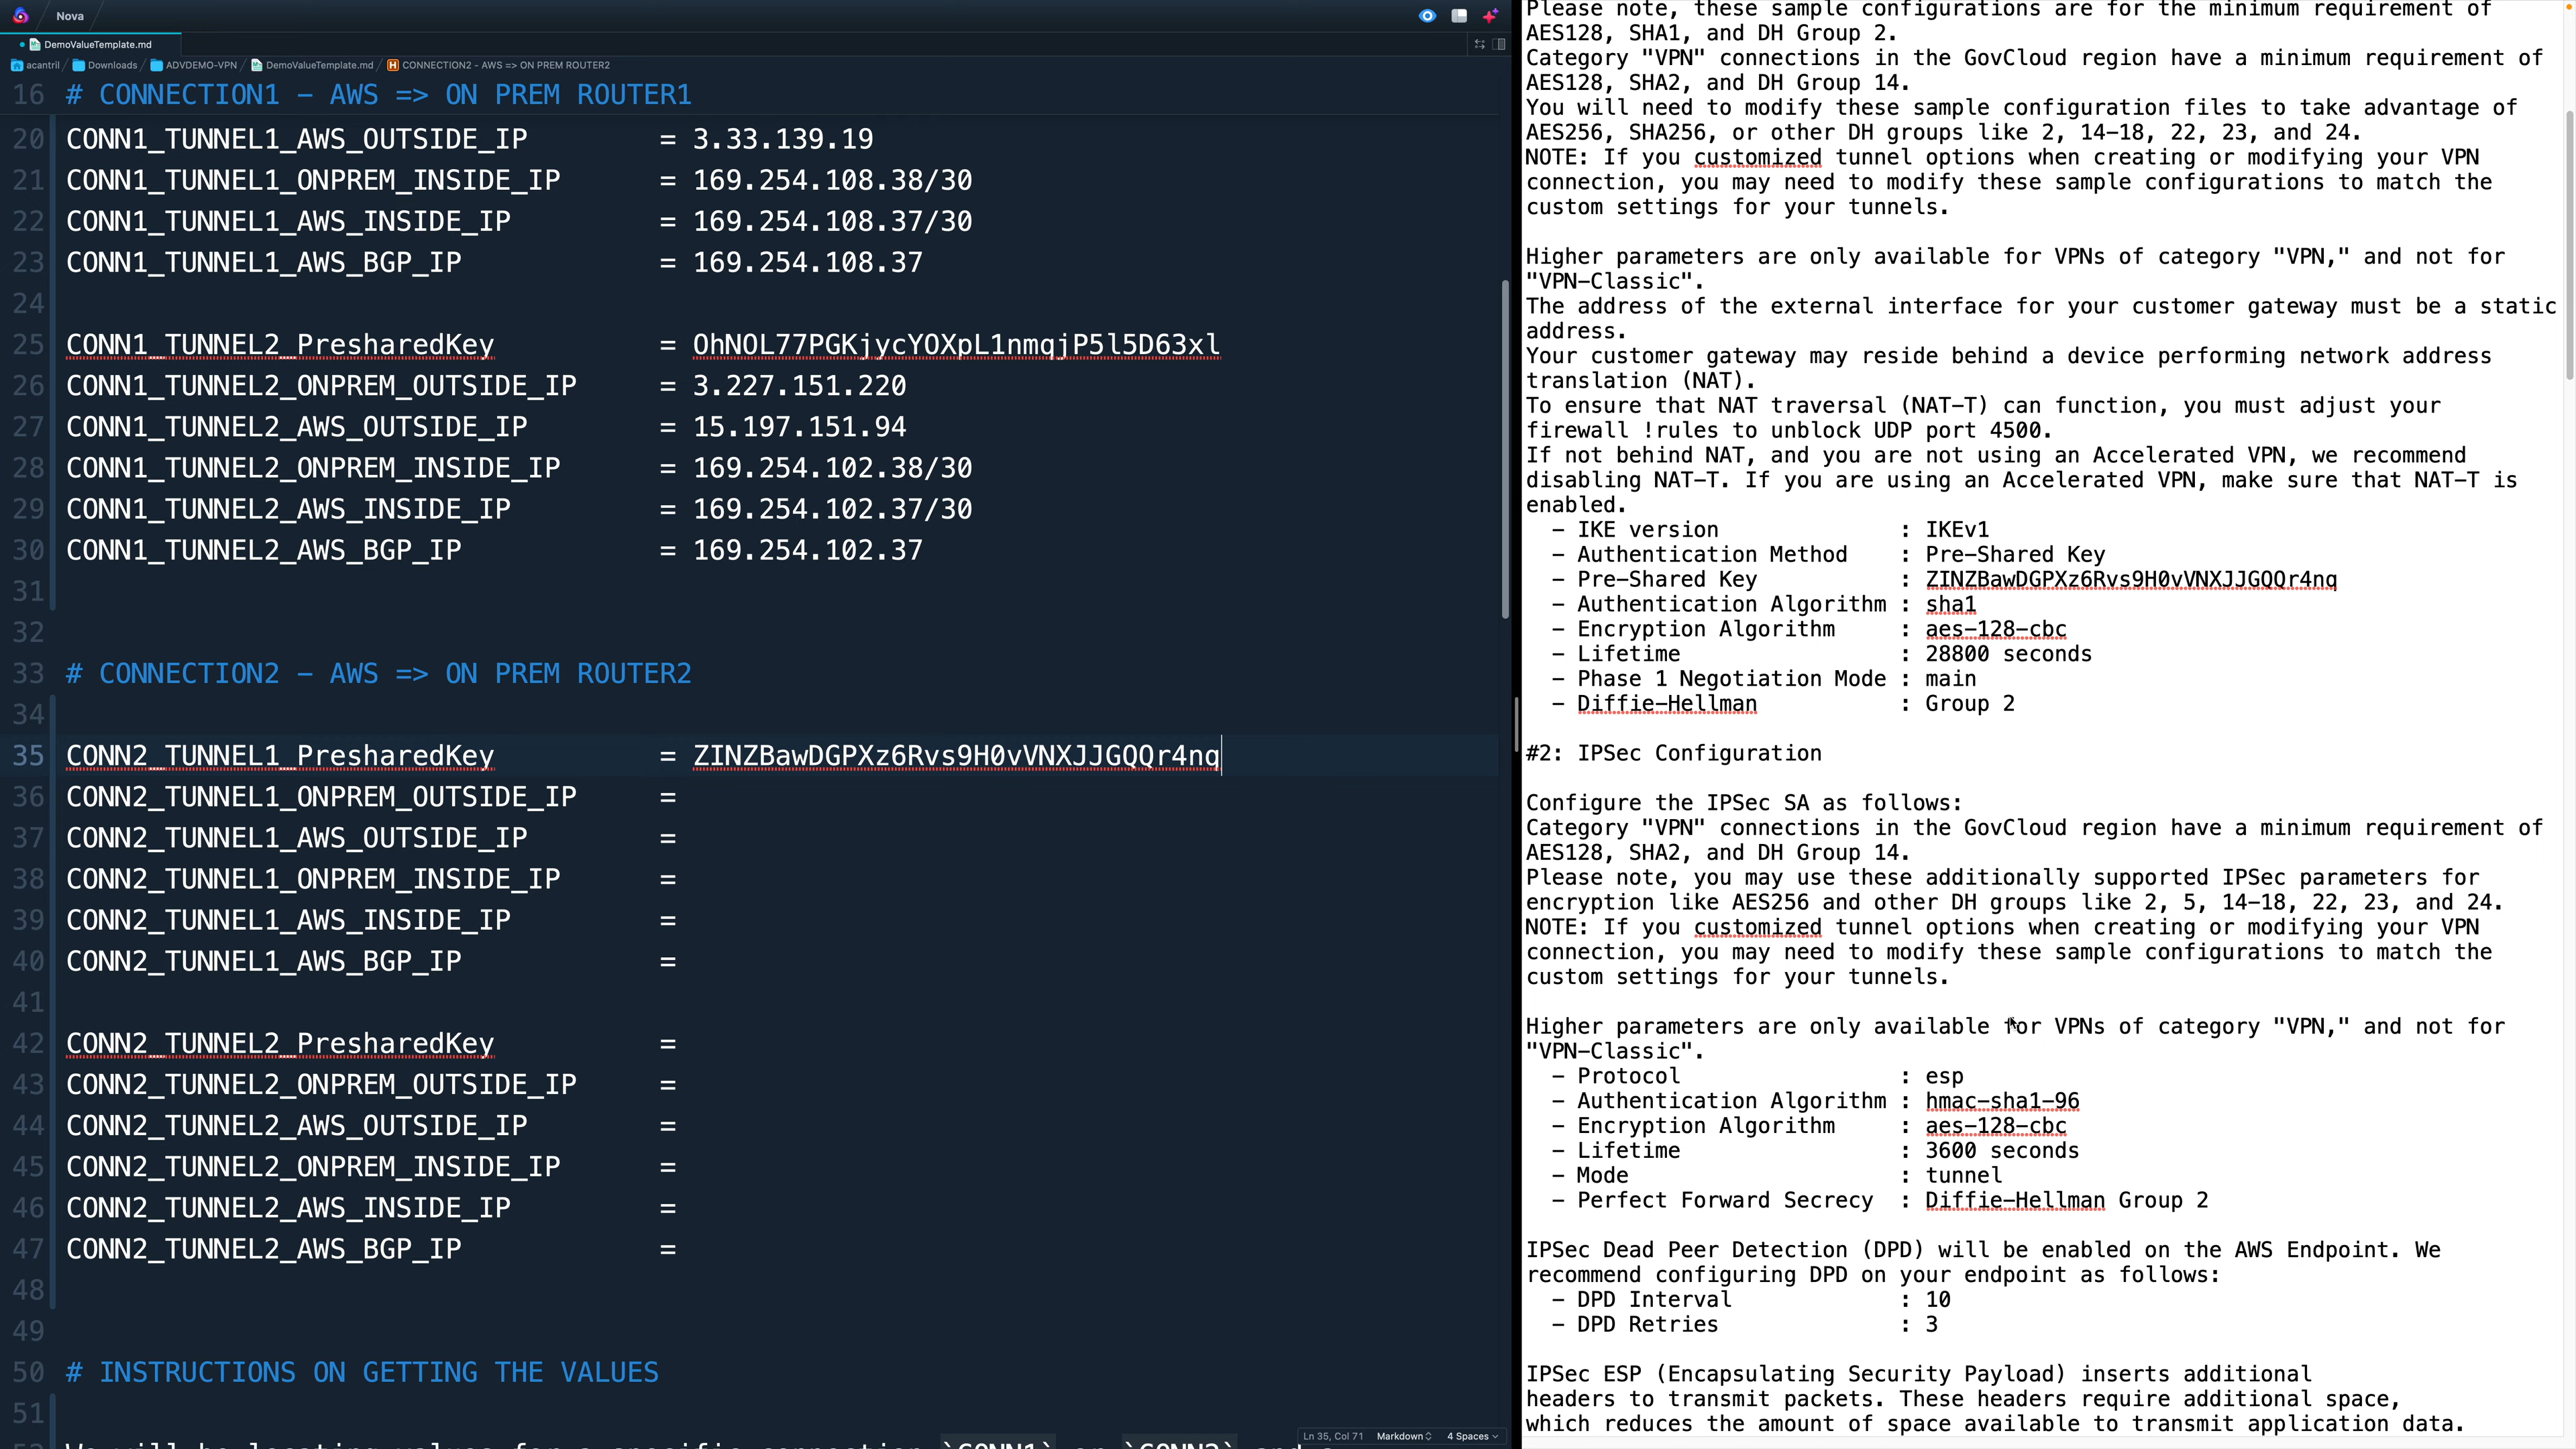 Nova
DemoValueTemplate.md
acantril / Downloads / ADVDEMO-VPN / DemoValueTemplate.md / CONNECTION2 - AWS => ON PREM ROUTER2
16 # CONNECTION1 - AWS => ON PREM ROUTER1
20 CONN1_TUNNEL1_AWS_OUTSIDE_IP = 3.33.139.19
21 CONN1_TUNNEL1_ONPREM_INSIDE_IP = 169.254.108.38/30
22 CONN1_TUNNEL1_AWS_INSIDE_IP = 169.254.108.37/30
23 CONN1_TUNNEL1_AWS_BGP_IP = 169.254.108.37
24
25 CONN1_TUNNEL2_PresharedKey = OhNOL77PGKjycYOXpL1nmqjP5l5D63xl
26 CONN1_TUNNEL2_ONPREM_OUTSIDE_IP = 3.227.151.220
27 CONN1_TUNNEL2_AWS_OUTSIDE_IP = 15.197.151.94
28 CONN1_TUNNEL2_ONPREM_INSIDE_IP = 169.254.102.38/30
29 CONN1_TUNNEL2_AWS_INSIDE_IP = 169.254.102.37/30
30 CONN1_TUNNEL2_AWS_BGP_IP = 169.254.102.37
31
32
33 # CONNECTION2 - AWS => ON PREM ROUTER2
34
35 CONN2_TUNNEL1_PresharedKey = ZINZBawDGPXz6Rvs9H0vVNXJJGQQr4nq
36 CONN2_TUNNEL1_ONPREM_OUTSIDE_IP =
37 CONN2_TUNNEL1_AWS_OUTSIDE_IP =
38 CONN2_TUNNEL1_ONPREM_INSIDE_IP =
39 CONN2_TUNNEL1_AWS_INSIDE_IP =
40 CONN2_TUNNEL1_AWS_BGP_IP =
41
42 CONN2_TUNNEL2_PresharedKey =
43 CONN2_TUNNEL2_ONPREM_OUTSIDE_IP =
44 CONN2_TUNNEL2_AWS_OUTSIDE_IP =
45 CONN2_TUNNEL2_ONPREM_INSIDE_IP =
46 CONN2_TUNNEL2_AWS_INSIDE_IP =
47 CONN2_TUNNEL2_AWS_BGP_IP =
48
49
50 # INSTRUCTIONS ON GETTING THE VALUES
51
Ln 35, Col 71 Markdown 4 Spaces
Please note, these sample configurations are for the minimum requirement of
AES128, SHA1, and DH Group 2.
Category "VPN" connections in the GovCloud region have a minimum requirement of
AES128, SHA2, and DH Group 14.
You will need to modify these sample configuration files to take advantage of
AES256, SHA256, or other DH groups like 2, 14-18, 22, 23, and 24.
NOTE: If you customized tunnel options when creating or modifying your VPN
connection, you may need to modify these sample configurations to match the
custom settings for your tunnels.
Higher parameters are only available for VPNs of category "VPN," and not for
"VPN-Classic".
The address of the external interface for your customer gateway must be a static
address.
Your customer gateway may reside behind a device performing network address
translation (NAT).
To ensure that NAT traversal (NAT-T) can function, you must adjust your
firewall !rules to unblock UDP port 4500.
If not behind NAT, and you are not using an Accelerated VPN, we recommend
disabling NAT-T. If you are using an Accelerated VPN, make sure that NAT-T is
enabled.
- IKE version : IKEv1
- Authentication Method : Pre-Shared Key
- Pre-Shared Key : ZINZBawDGPXz6Rvs9H0vVNXJJGQQr4nq
- Authentication Algorithm : sha1
- Encryption Algorithm : aes-128-cbc
- Lifetime : 28800 seconds
- Phase 1 Negotiation Mode : main
- Diffie-Hellman : Group 2
#2: IPSec Configuration
Configure the IPSec SA as follows:
Category "VPN" connections in the GovCloud region have a minimum requirement of
AES128, SHA2, and DH Group 14.
Please note, you may use these additionally supported IPSec parameters for
encryption like AES256 and other DH groups like 2, 5, 14-18, 22, 23, and 24.
NOTE: If you customized tunnel options when creating or modifying your VPN
connection, you may need to modify these sample configurations to match the
custom settings for your tunnels.
Higher parameters are only available for VPNs of category "VPN," and not for
"VPN-Classic".
- Protocol : esp
- Authentication Algorithm : hmac-sha1-96
- Encryption Algorithm : aes-128-cbc
- Lifetime : 3600 seconds
- Mode : tunnel
- Perfect Forward Secrecy : Diffie-Hellman Group 2
IPSec Dead Peer Detection (DPD) will be enabled on the AWS Endpoint. We
recommend configuring DPD on your endpoint as follows:
- DPD Interval : 10
- DPD Retries : 3
IPSec ESP (Encapsulating Security Payload) inserts additional
headers to transmit packets. These headers require additional space,
which reduces the amount of space available to transmit application data.